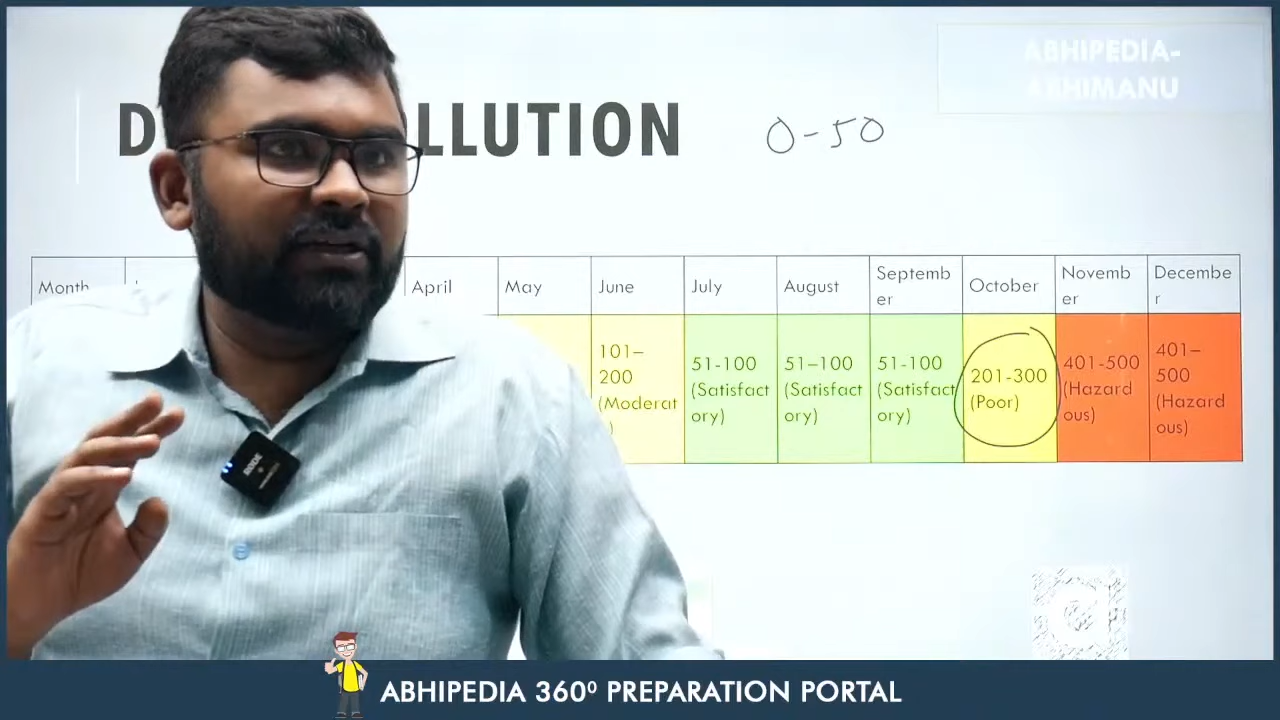 ABHIPEDIA-
ABHIMANU
LLUTION
0-50
Month
April
May
June
July
August
Septemb
er
October
Novemb
er
Decembe
r
101–
200
(Moderat
)
51-100
(Satisfact
ory)
51–100
(Satisfact
ory)
51-100
(Satisfact
ory)
201-300
(Poor)
401-500
(Hazard
ous)
401–
500
(Hazard
ous)
ABHIPEDIA 360⁰ PREPARATION PORTAL